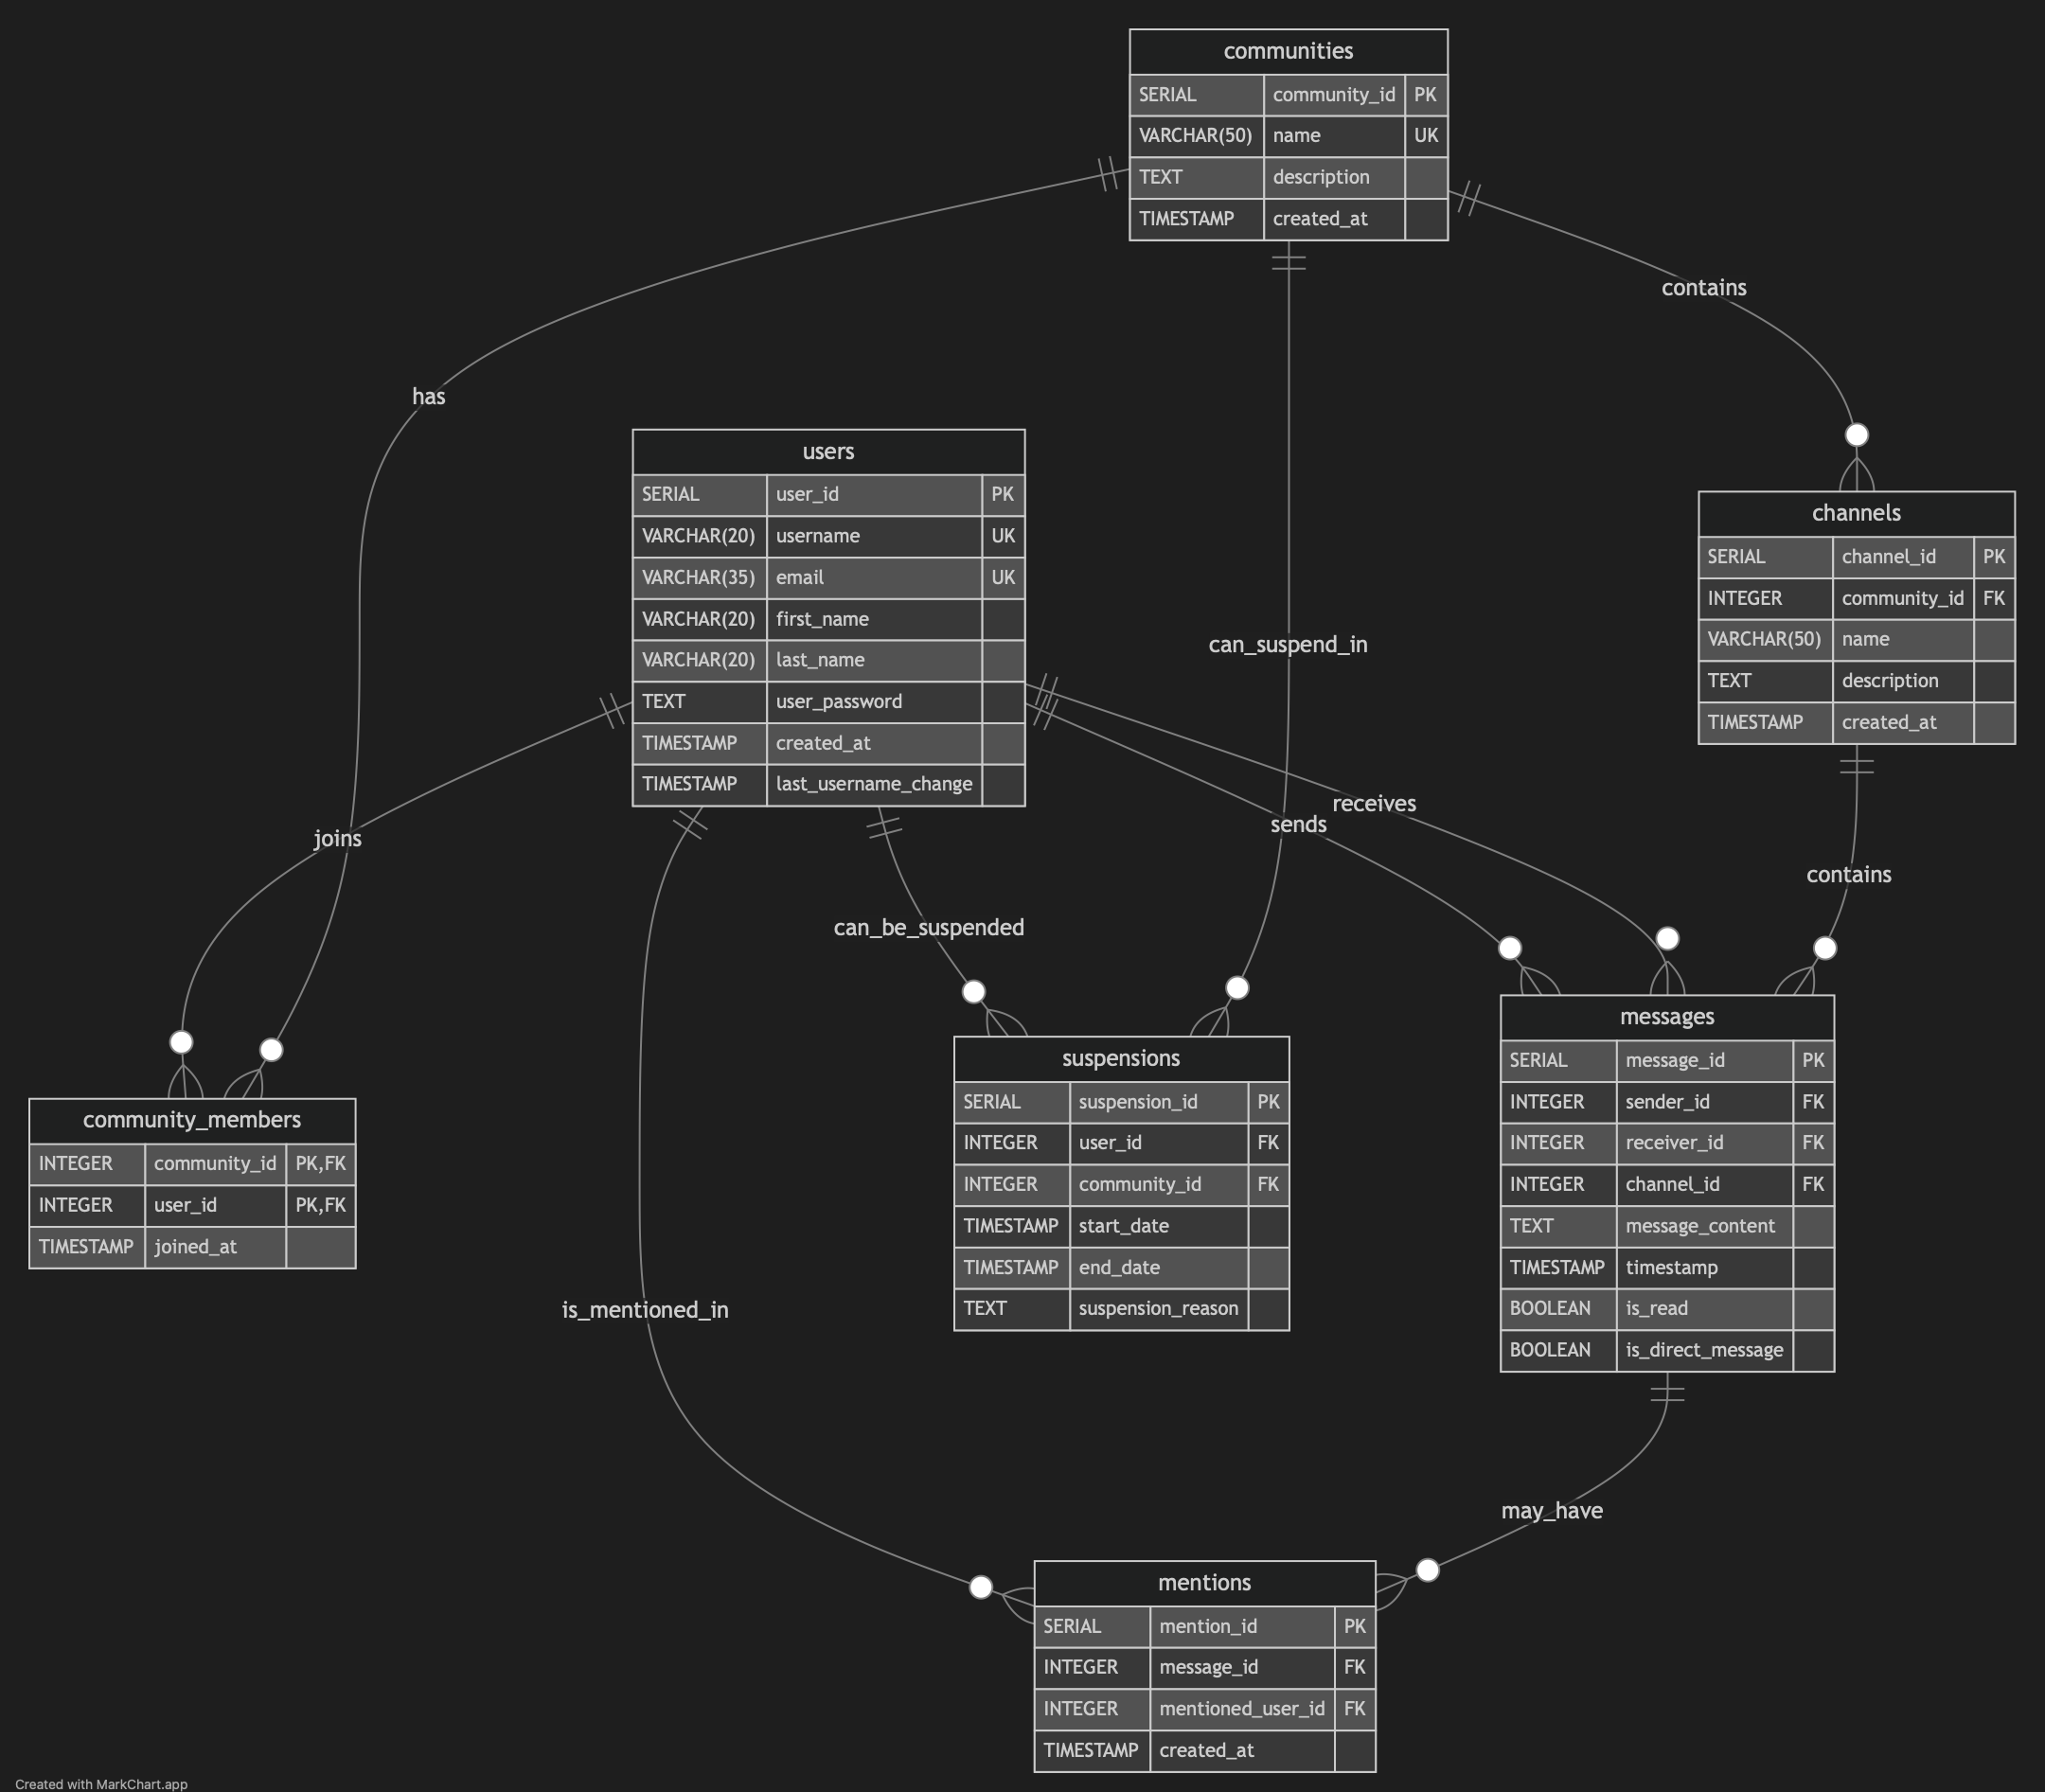 communities
SERIAL community_id PK
VARCHAR(50) name UK
TEXT description
TIMESTAMP created_at
contains
has
users
SERIAL user_id PK
VARCHAR(20) username UK
VARCHAR(35) email UK
VARCHAR(20) first_name
VARCHAR(20) last_name
TEXT user_password
TIMESTAMP created_at
TIMESTAMP last_username_change
can_suspend_in
channels
SERIAL channel_id PK
INTEGER community_id FK
VARCHAR(50) name
TEXT description
TIMESTAMP created_at
receives
sends
joins
contains
can_be_suspended
messages
SERIAL message_id PK
INTEGER sender_id FK
INTEGER receiver_id FK
INTEGER channel_id FK
TEXT message_content
TIMESTAMP timestamp
BOOLEAN is_read
BOOLEAN is_direct_message
suspensions
SERIAL suspension_id PK
INTEGER user_id FK
INTEGER community_id FK
TIMESTAMP start_date
TIMESTAMP end_date
TEXT suspension_reason
community_members
INTEGER community_id PK,FK
INTEGER user_id PK,FK
TIMESTAMP joined_at
is_mentioned_in
may_have
mentions
SERIAL mention_id PK
INTEGER message_id FK
INTEGER mentioned_user_id FK
TIMESTAMP created_at
Created with MarkChart.app